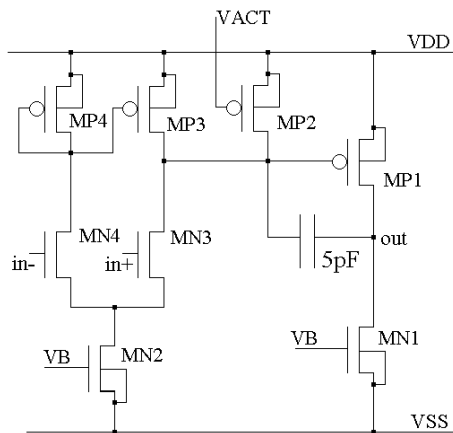 VACT
VDD
MP4
MP3
MP2
MP1
MN4
MN3
in-
in+
5pF
out
VB
MN2
VB
MN1
VSS